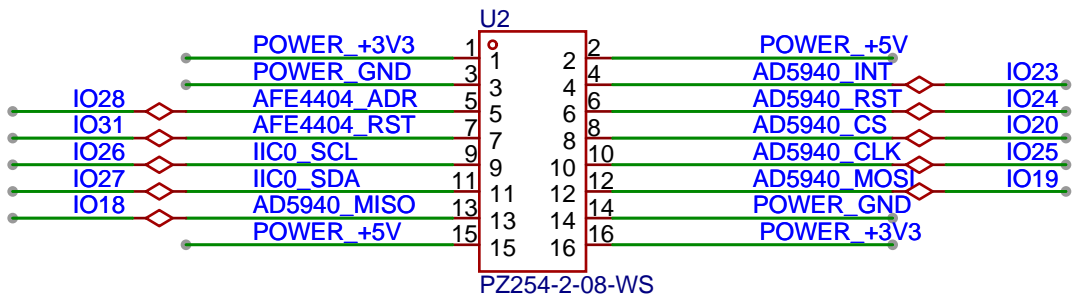 U2
POWER_+3V3 1 1 2 2 POWER_+5V
POWER_GND 3 3 4 4 AD5940_INT IO23
IO28 AFE4404_ADR 5 5 6 6 AD5940_RST IO24
IO31 AFE4404_RST 7 7 8 8 AD5940_CS IO20
IO26 IIC0_SCL 9 9 10 10 AD5940_CLK IO25
IO27 IIC0_SDA 11 11 12 12 AD5940_MOSI IO19
IO18 AD5940_MISO 13 13 14 14 POWER_GND
POWER_+5V 15 15 16 16 POWER_+3V3
PZ254-2-08-WS